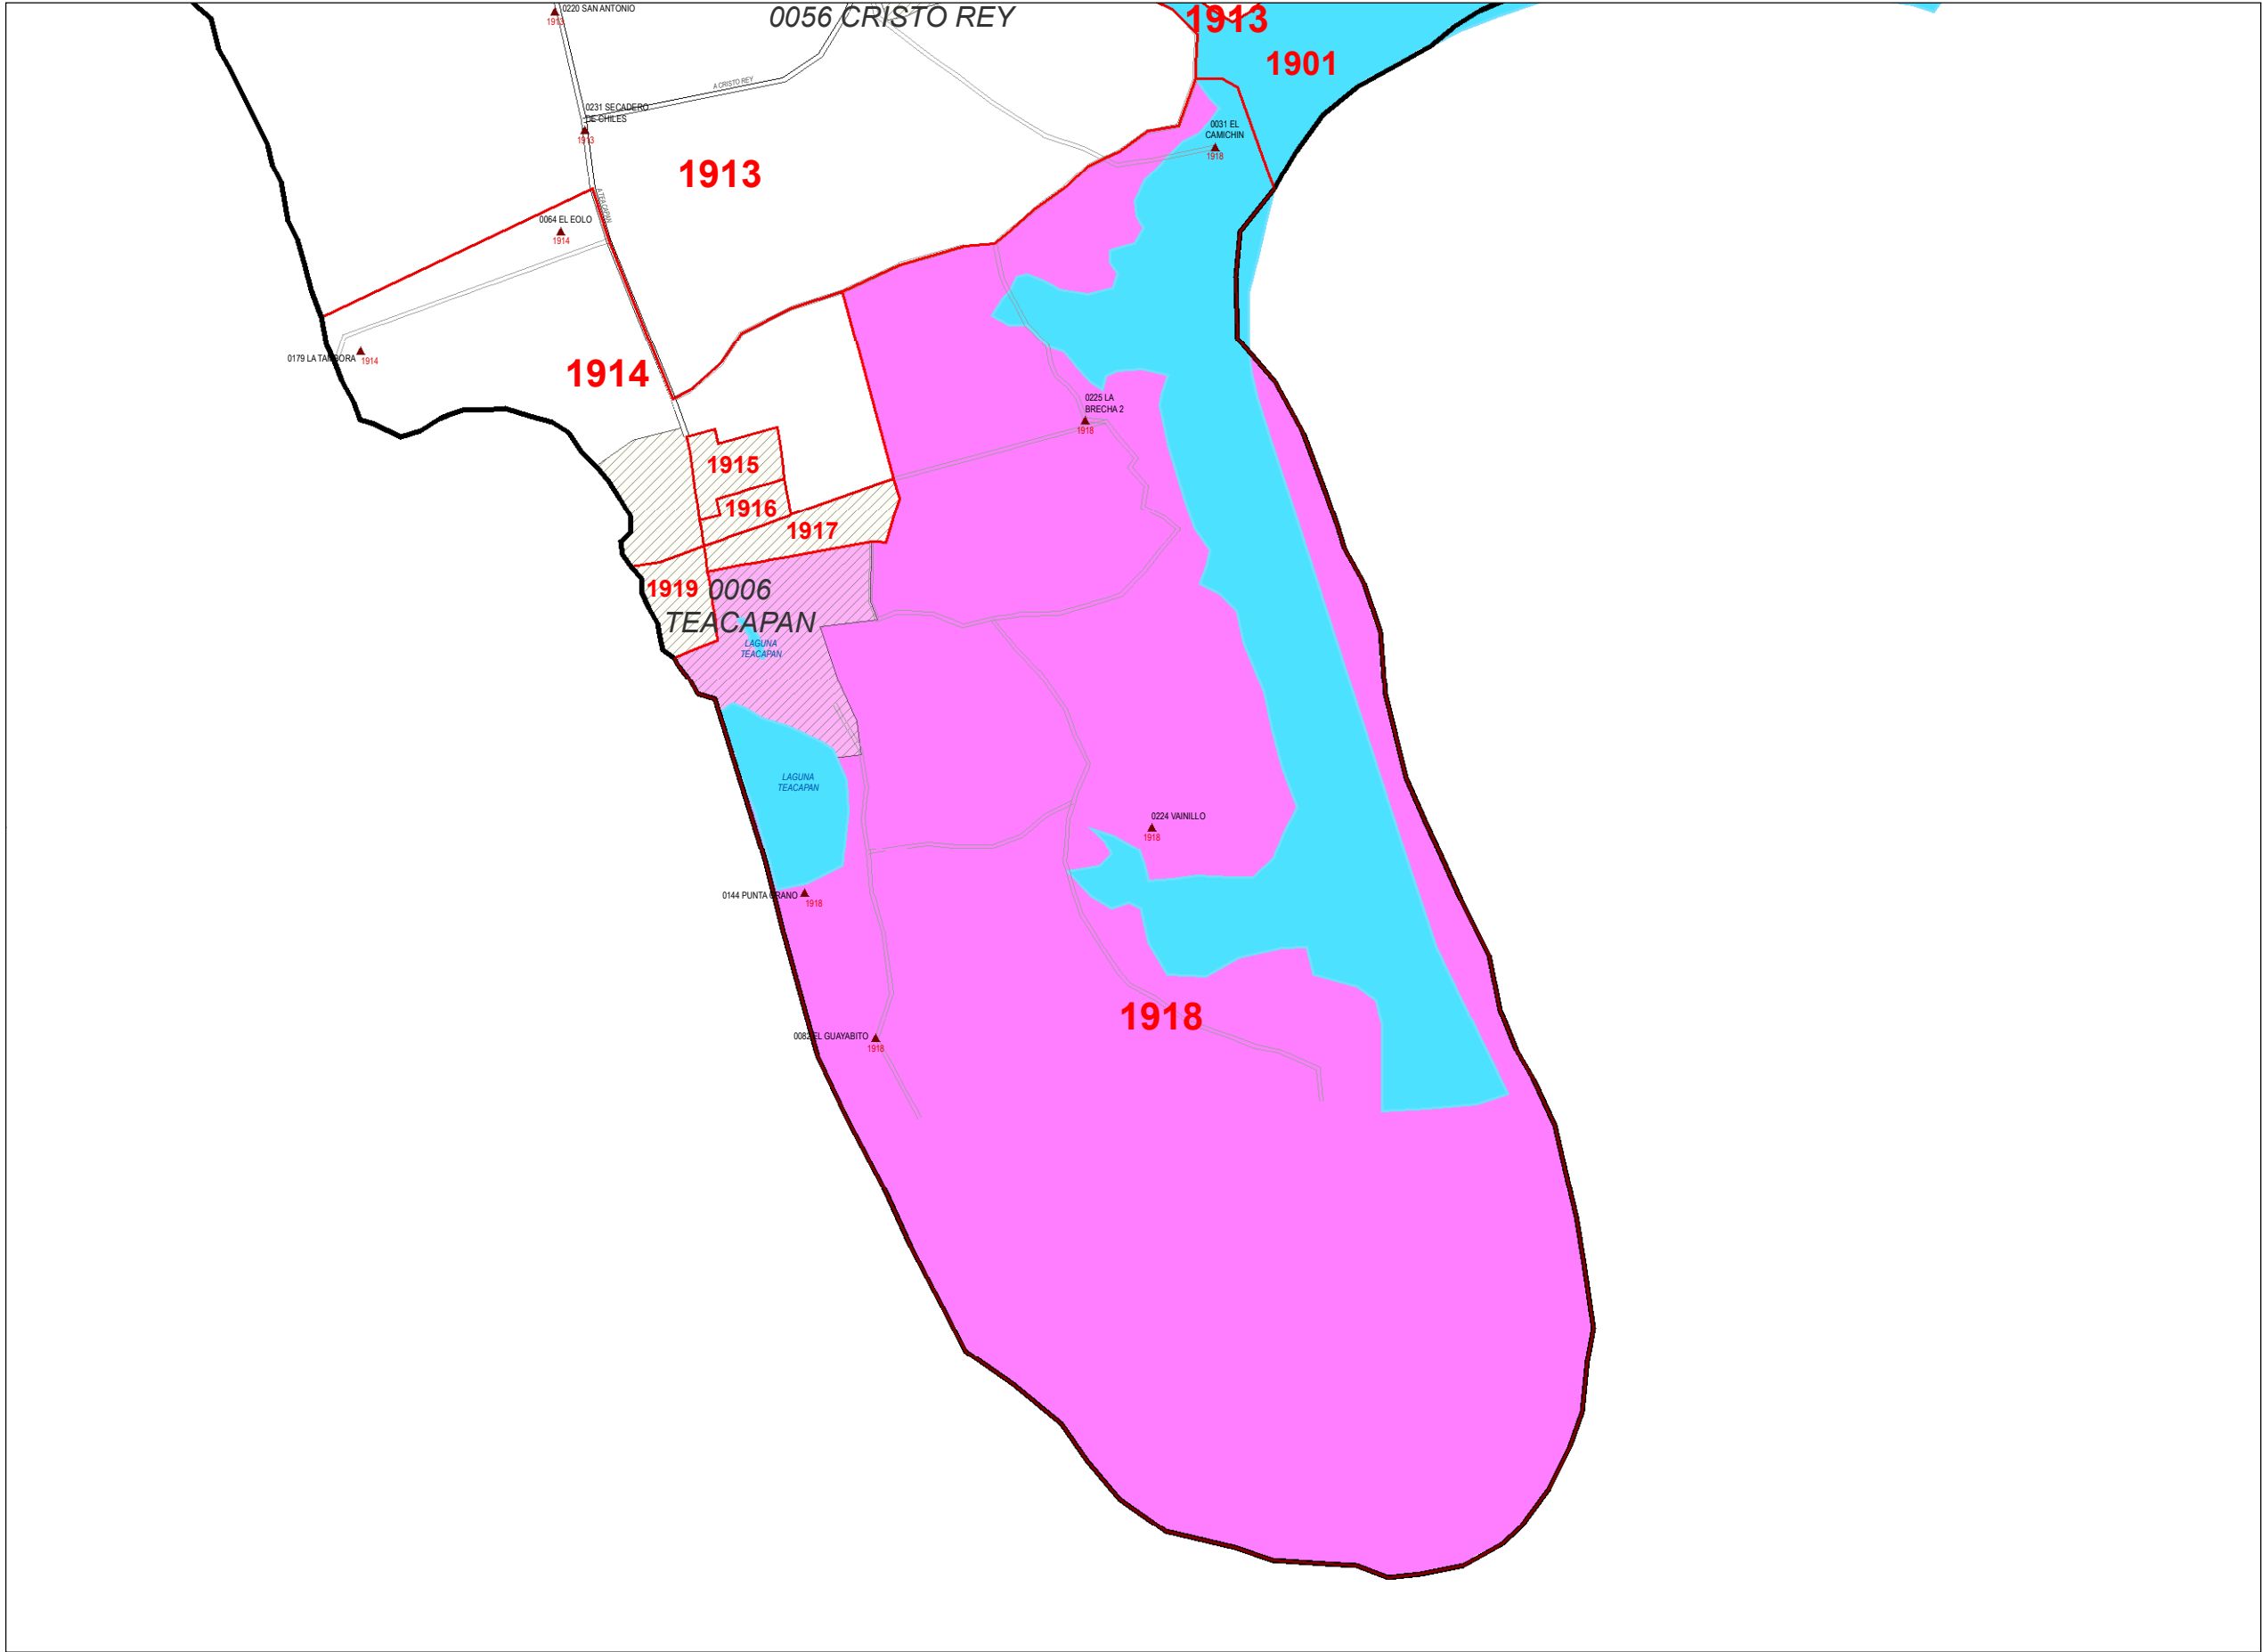 0220 SAN ANTONIO
1913
0056 CRISTO REY
1913
1901
A CRISTO REY
0231 SECADERO
DE CHILES
1913
0031 EL
CAMICHIN
1918
1913
A TEACAPAN
0064 EL EOLO
1914
0179 LA TAMBORA
1914
1914
0225 LA
BRECHA 2
1918
1915
1916
1917
1919
0006
TEACAPAN
LAGUNA
TEACAPAN
LAGUNA
TEACAPAN
0224 VAINILLO
1918
0144 PUNTA GRANO
1918
1918
0082 EL GUAYABITO
1918